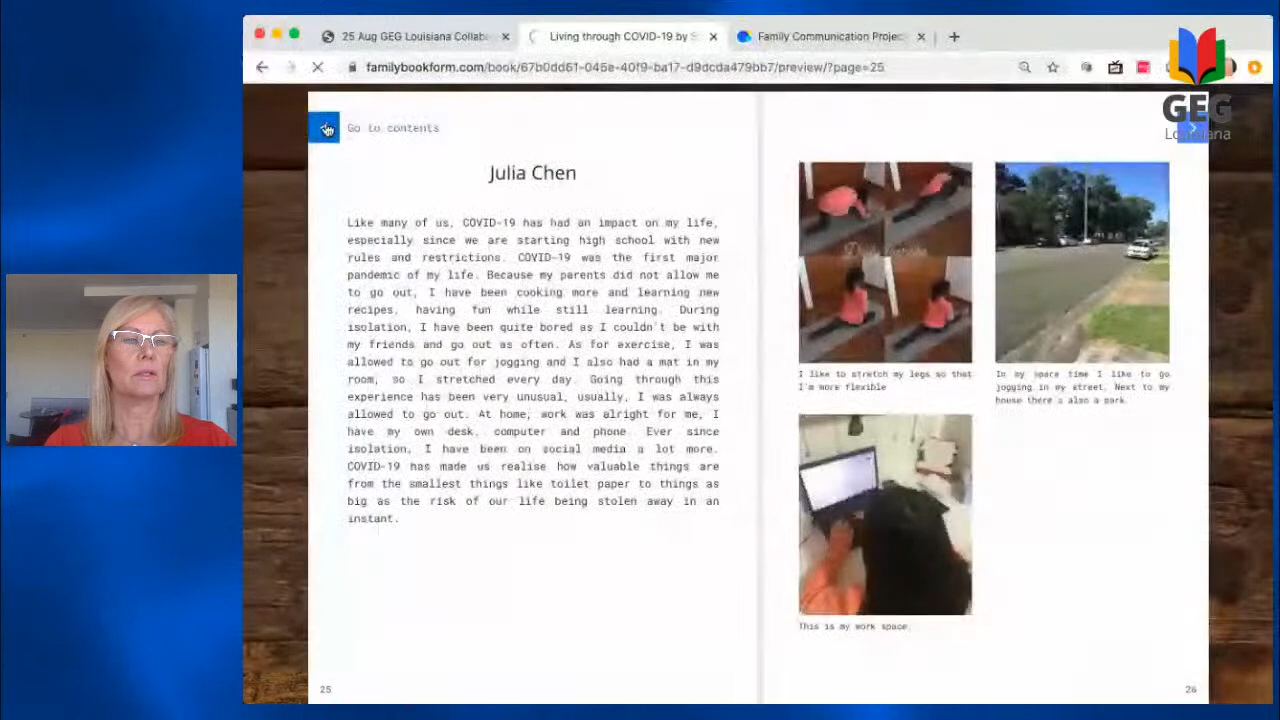 25 Aug GEG Louisiana Collab
Living through COVID-19 by S
Family Communication Projec
familybookform.com/book/67b0dd61-046e-40f9-ba17-d9dcda479bb7/preview/?page=25
GEG
Louisiana
Go to contents
Julia Chen
Like many of us, COVID-19 has had an impact on my life,
especially since we are starting high school with new
rules and restrictions. COVID-19 was the first major
pandemic of my life. Because my parents did not allow me
to go out, I have been cooking more and learning new
recipes, having fun while still learning. During
isolation, I have been quite bored as I couldn't be with
my friends and go out as often. As for exercise, I was
allowed to go out for jogging and I also had a mat in my
room, so I stretched every day. Going through this
experience has been very unusual, usually, I was always
allowed to go out. At home, work was alright for me, I
have my own desk, computer and phone. Ever since
isolation, I have been on social media a lot more.
COVID-19 has made us realise how valuable things are
from the smallest things like toilet paper to things as
big as the risk of our life being stolen away in an
instant.
25
I like to stretch my legs so that
I'm more flexible
In my space time I like to go
jogging in my street. Next to my
house there s also a park.
This is my work space.
26